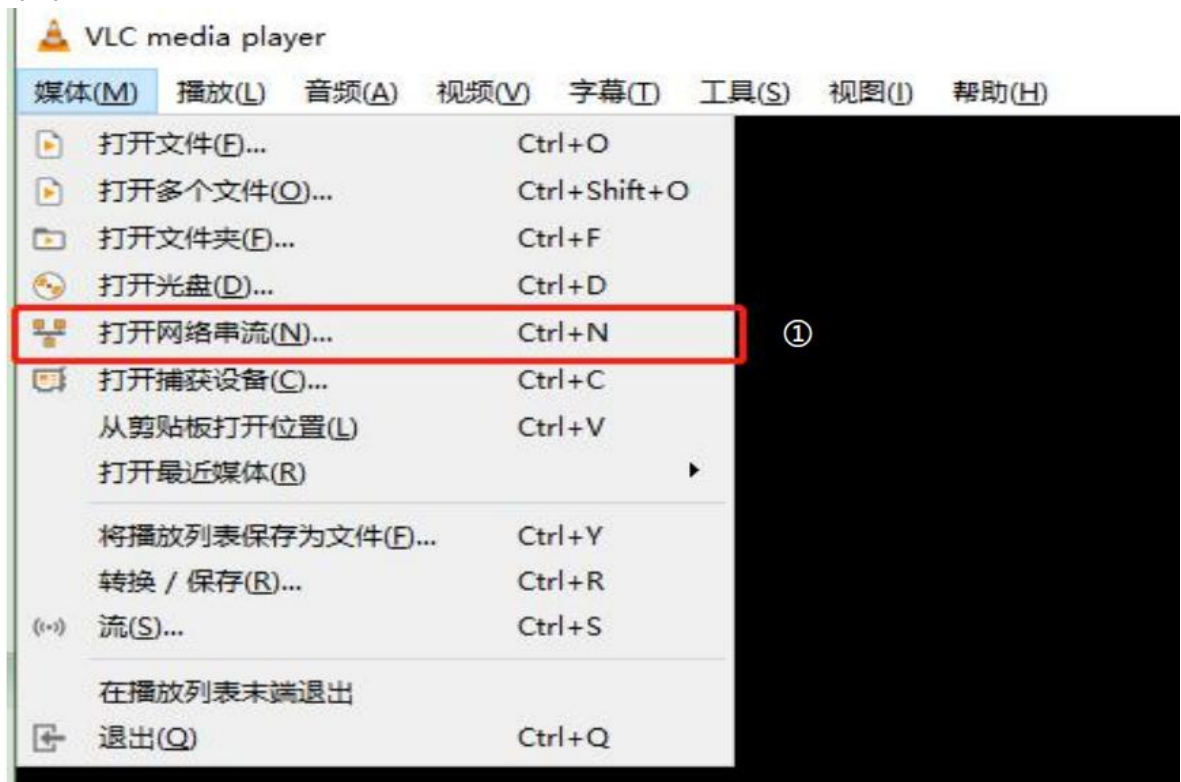 VLC media player
媒体(M) 播放(L) 音频(A) 视频(V) 字幕(T) 工具(S) 视图(I) 帮助(H)
打开文件(F)... Ctrl+O
打开多个文件(O)... Ctrl+Shift+O
打开文件夹(F)... Ctrl+F
打开光盘(D)... Ctrl+D
打开网络串流(N)... Ctrl+N ①
打开捕获设备(C)... Ctrl+C
从剪贴板打开位置(L) Ctrl+V
打开最近媒体(R)
将播放列表保存为文件(F)... Ctrl+Y
转换 / 保存(R)... Ctrl+R
流(S)... Ctrl+S
在播放列表末端退出
退出(Q) Ctrl+Q